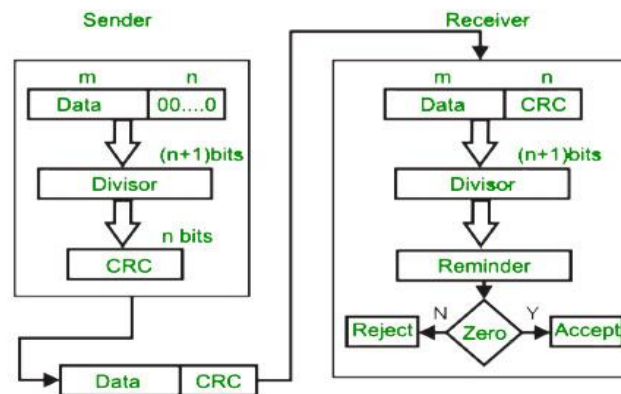 Sender
m n
Data 00....0
(n+1)bits
Divisor
n bits
CRC
Data CRC
Receiver
m n
Data CRC
(n+1)bits
Divisor
Reminder
N Y
Reject Zero Accept